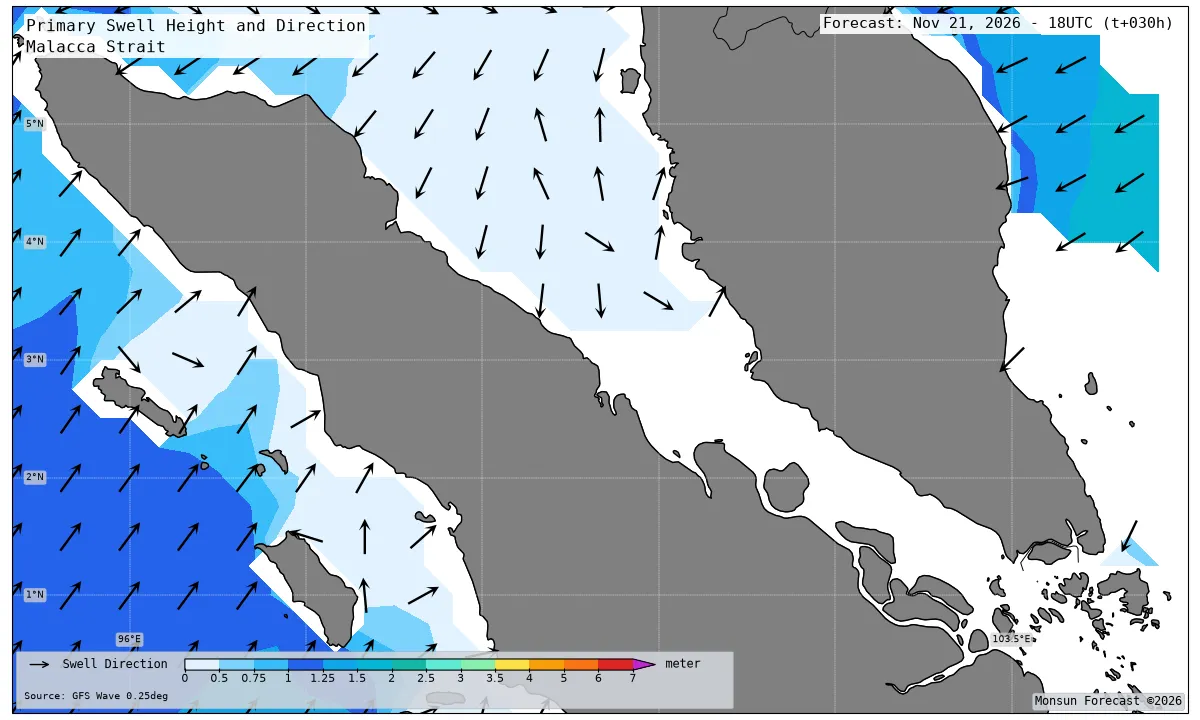 Primary Swell Height and Direction
Malacca Strait
Forecast: Nov 21, 2026 - 18UTC (t+030h)
5°N
4°N
3°N
2°N
1°N
96°E
103.5°E
Swell Direction
meter
0 0.5 0.75 1 1.25 1.5 2 2.5 3 3.5 4 5 6 7
Source: GFS Wave 0.25deg
Monsun Forecast ©2026